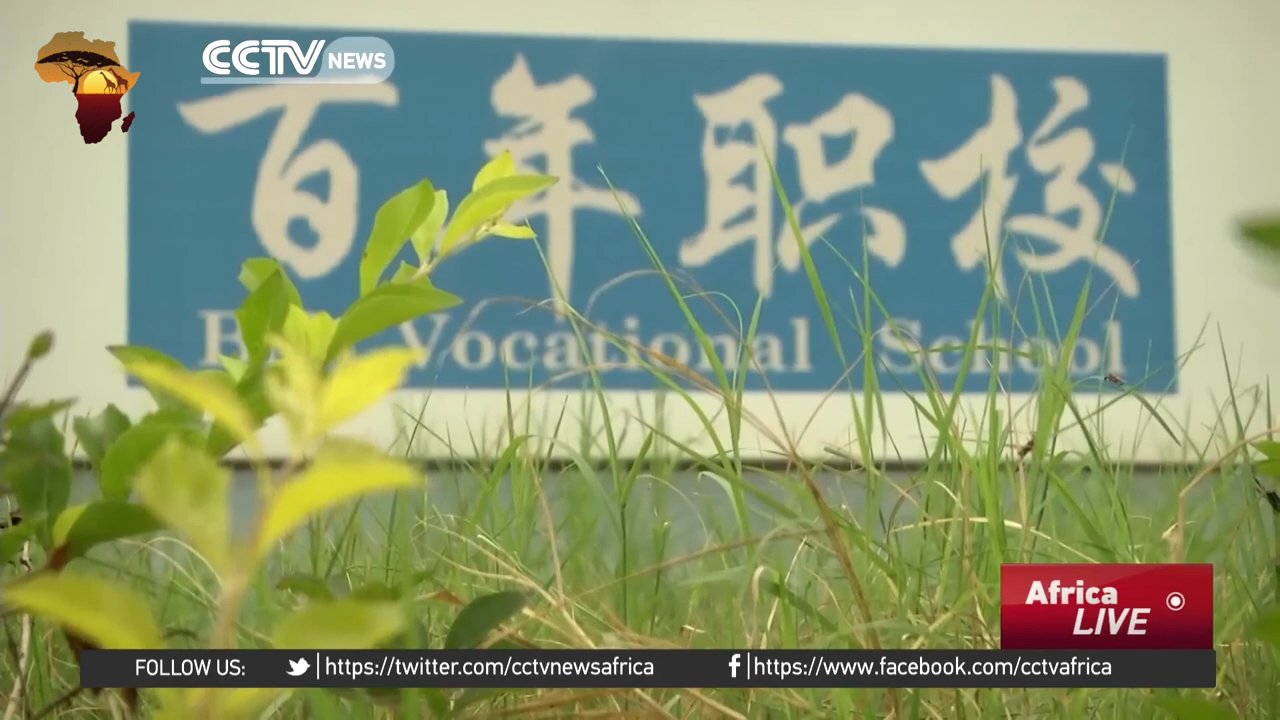 CCTV NEWS
百年职校
Vocational School
Africa
LIVE
FOLLOW US: https://twitter.com/cctvnewsafrica https://www.facebook.com/cctvafrica